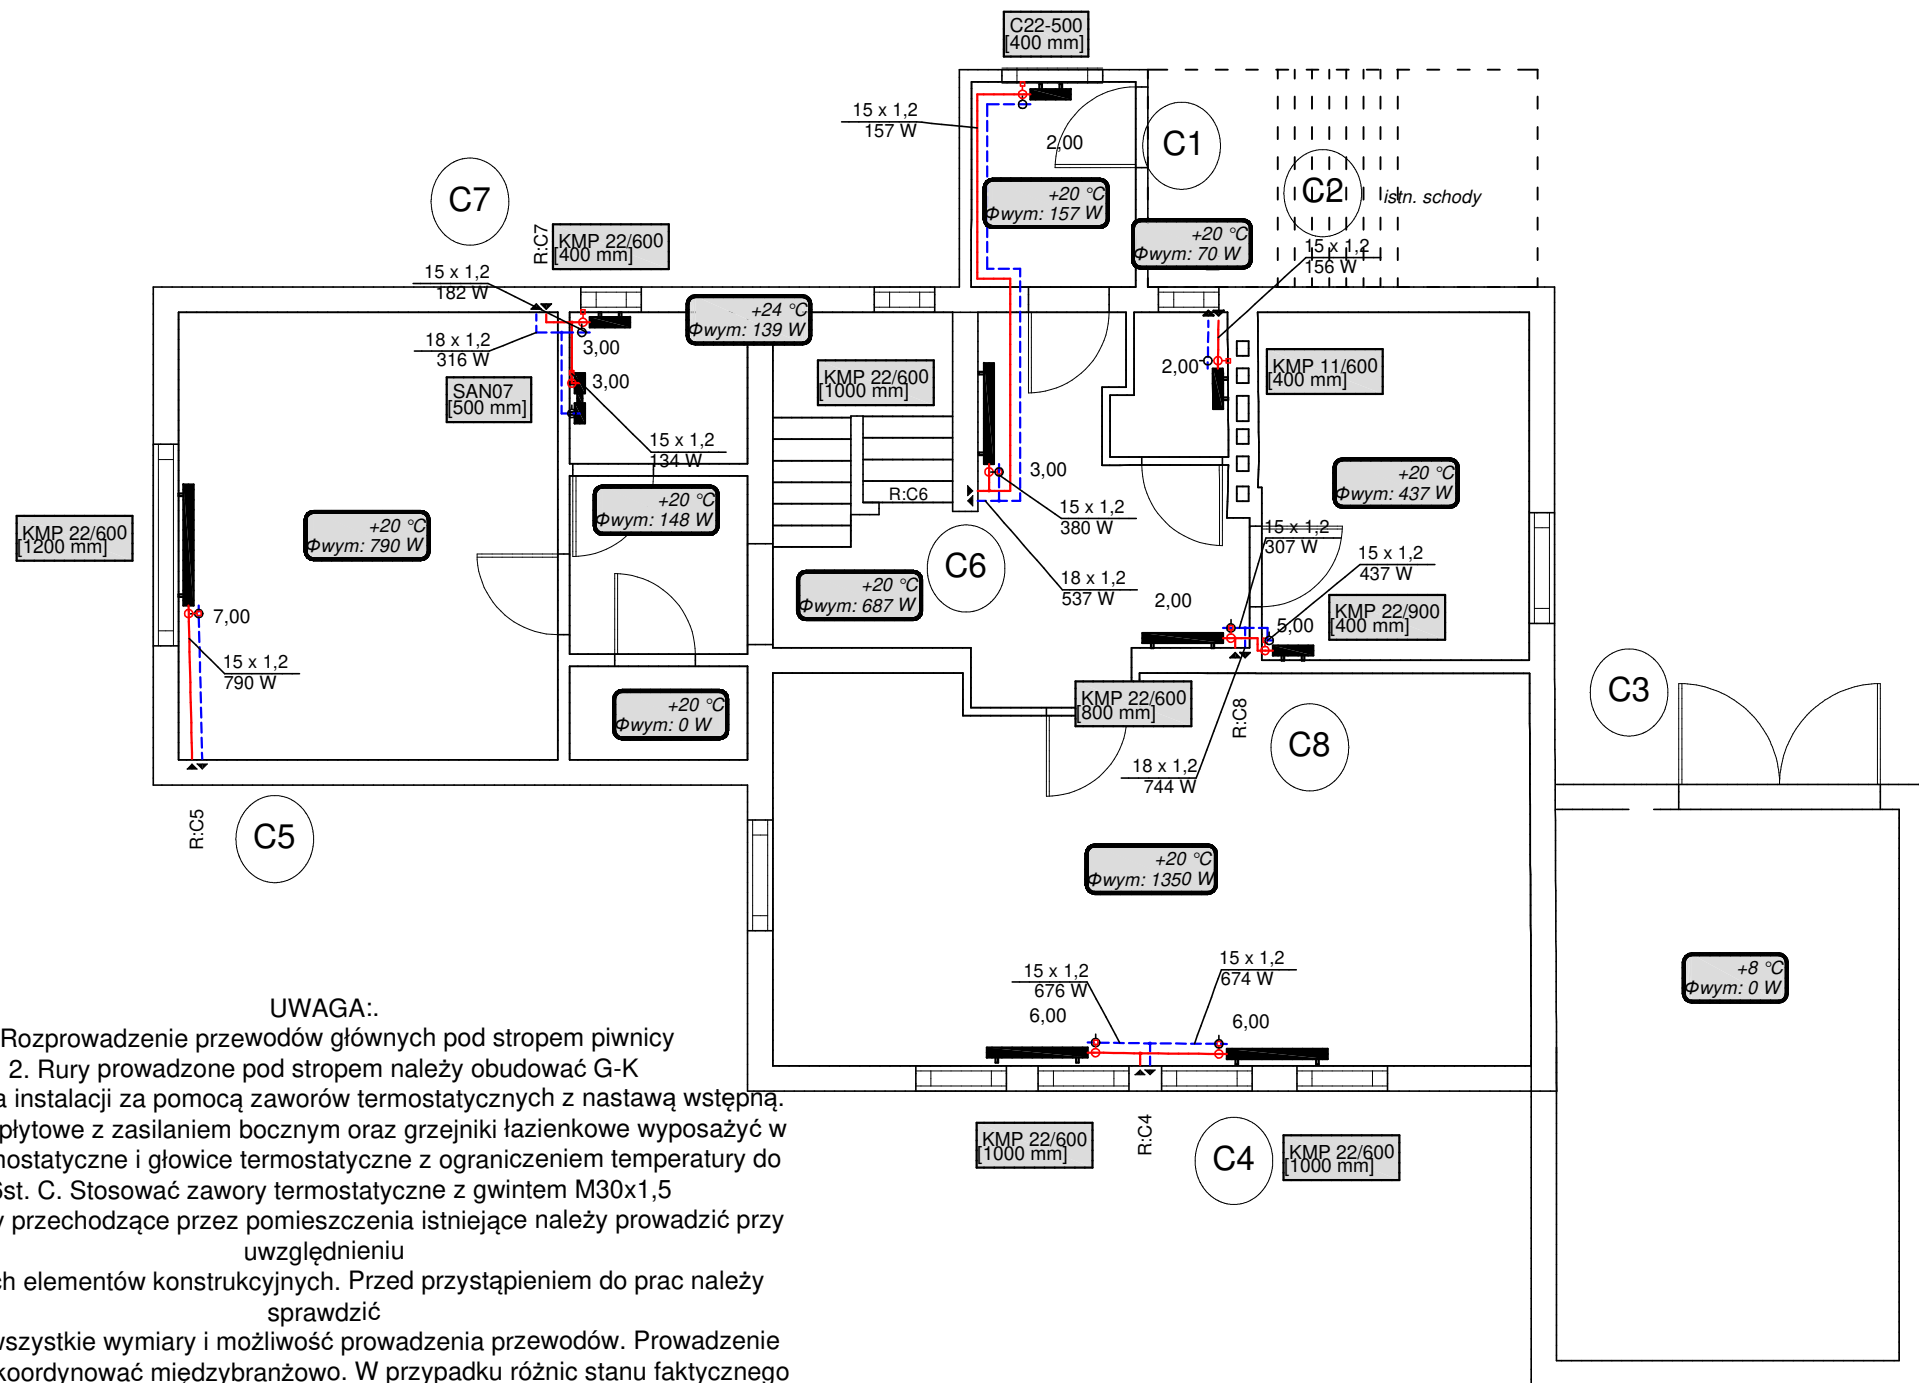 C22-500
[400 mm]
15 x 1,2
157 W
2,00
C1
C2
istn. schody
+20 °C
Φwym: 157 W
+20 °C
Φwym: 70 W
15 x 1,2
156 W
C7
R:C7
KMP 22/600
[400 mm]
15 x 1,2
182 W
18 x 1,2
316 W
3,00
3,00
+24 °C
Φwym: 139 W
SAN07
[500 mm]
KMP 22/600
[1000 mm]
2,00
KMP 11/600
[400 mm]
15 x 1,2
134 W
R:C6
3,00
15 x 1,2
380 W
+20 °C
Φwym: 437 W
KMP 22/600
[1200 mm]
+20 °C
Φwym: 790 W
+20 °C
Φwym: 148 W
C6
15 x 1,2
307 W
15 x 1,2
437 W
+20 °C
Φwym: 687 W
18 x 1,2
537 W
2,00
5,00
KMP 22/900
[400 mm]
7,00
15 x 1,2
790 W
+20 °C
Φwym: 0 W
KMP 22/600
[800 mm]
R:C8
C8
C3
18 x 1,2
744 W
R:C5
C5
+20 °C
Φwym: 1350 W
15 x 1,2
676 W
15 x 1,2
674 W
6,00
6,00
+8 °C
Φwym: 0 W
KMP 22/600
[1000 mm]
R:C4
C4
KMP 22/600
[1000 mm]
UWAGA:.
Rozprowadzenie przewodów głównych pod stropem piwnicy
2. Rury prowadzone pod stropem należy obudować G-K
a instalacji za pomocą zaworów termostatycznych z nastawą wstępną.
płytowe z zasilaniem bocznym oraz grzejniki łazienkowe wyposażyć w
mostatyczne i głowice termostatyczne z ograniczeniem temperatury do
st. C. Stosować zawory termostatyczne z gwintem M30x1,5
y przechodzące przez pomieszczenia istniejące należy prowadzić przy
uwzględnieniu
ch elementów konstrukcyjnych. Przed przystąpieniem do prac należy
sprawdzić
wszystkie wymiary i możliwość prowadzenia przewodów. Prowadzenie
koordynować międzybranżowo. W przypadku różnic stanu faktycznego